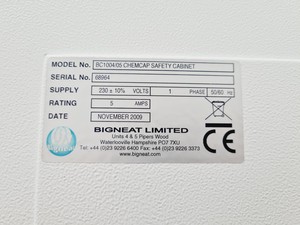 MODEL No. BC1004/05 CHEMCAP SAFETY CABINET
SERIAL No. 68964
SUPPLY 230 ± 10% VOLTS 1 PHASE 50/60 Hz
RATING 5 AMPS
DATE NOVEMBER 2009
BIGNEAT LIMITED
Units 4 & 5 Pipers Wood
Waterlooville Hampshire PO7 7XU
Tel: +44 (0)23 9226 6400 Fax: +44 (0)23 9226 3373
www.bigneat.com
CE